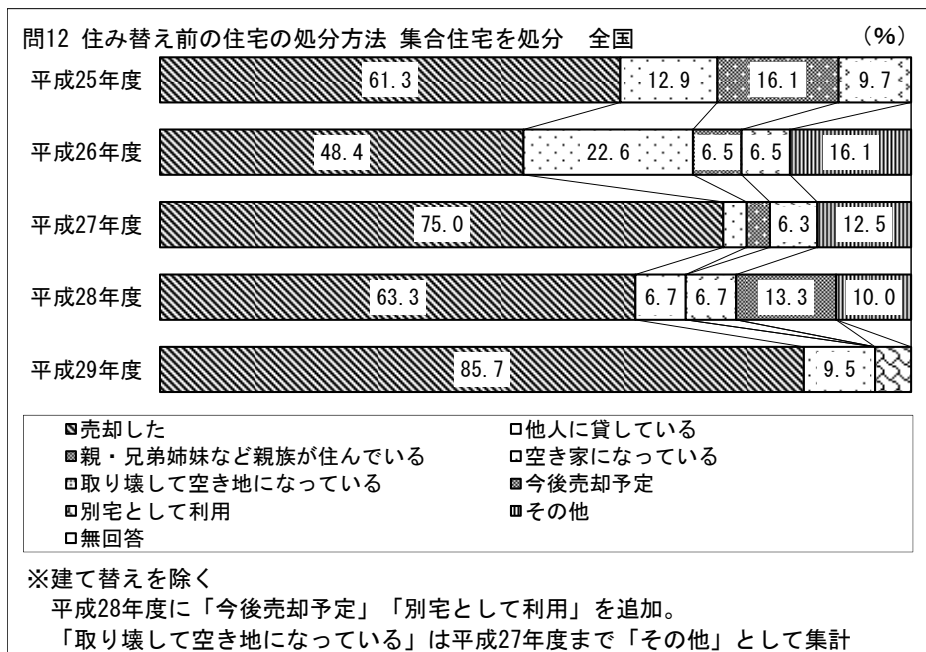 問12 住み替え前の住宅の処分方法 集合住宅を処分　全国　（%）
平成25年度 61.3 12.9 16.1 9.7
平成26年度 48.4 22.6 6.5 6.5 16.1
平成27年度 75.0 6.3 12.5
平成28年度 63.3 6.7 6.7 13.3 10.0
平成29年度 85.7 9.5
売却した 他人に貸している
親・兄弟姉妹など親族が住んでいる 空き家になっている
取り壊して空き地になっている 今後売却予定
別宅として利用 その他
無回答
※建て替えを除く
平成28年度に「今後売却予定」「別宅として利用」を追加。
「取り壊して空き地になっている」は平成27年度まで「その他」として集計